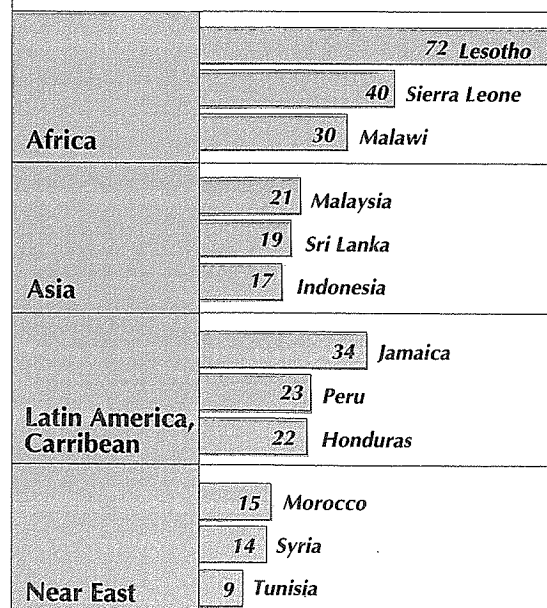 72 Lesotho
40 Sierra Leone
30 Malawi
Africa
21 Malaysia
19 Sri Lanka
17 Indonesia
Asia
34 Jamaica
23 Peru
22 Honduras
Latin America,
Carribean
15 Morocco
14 Syria
9 Tunisia
Near East